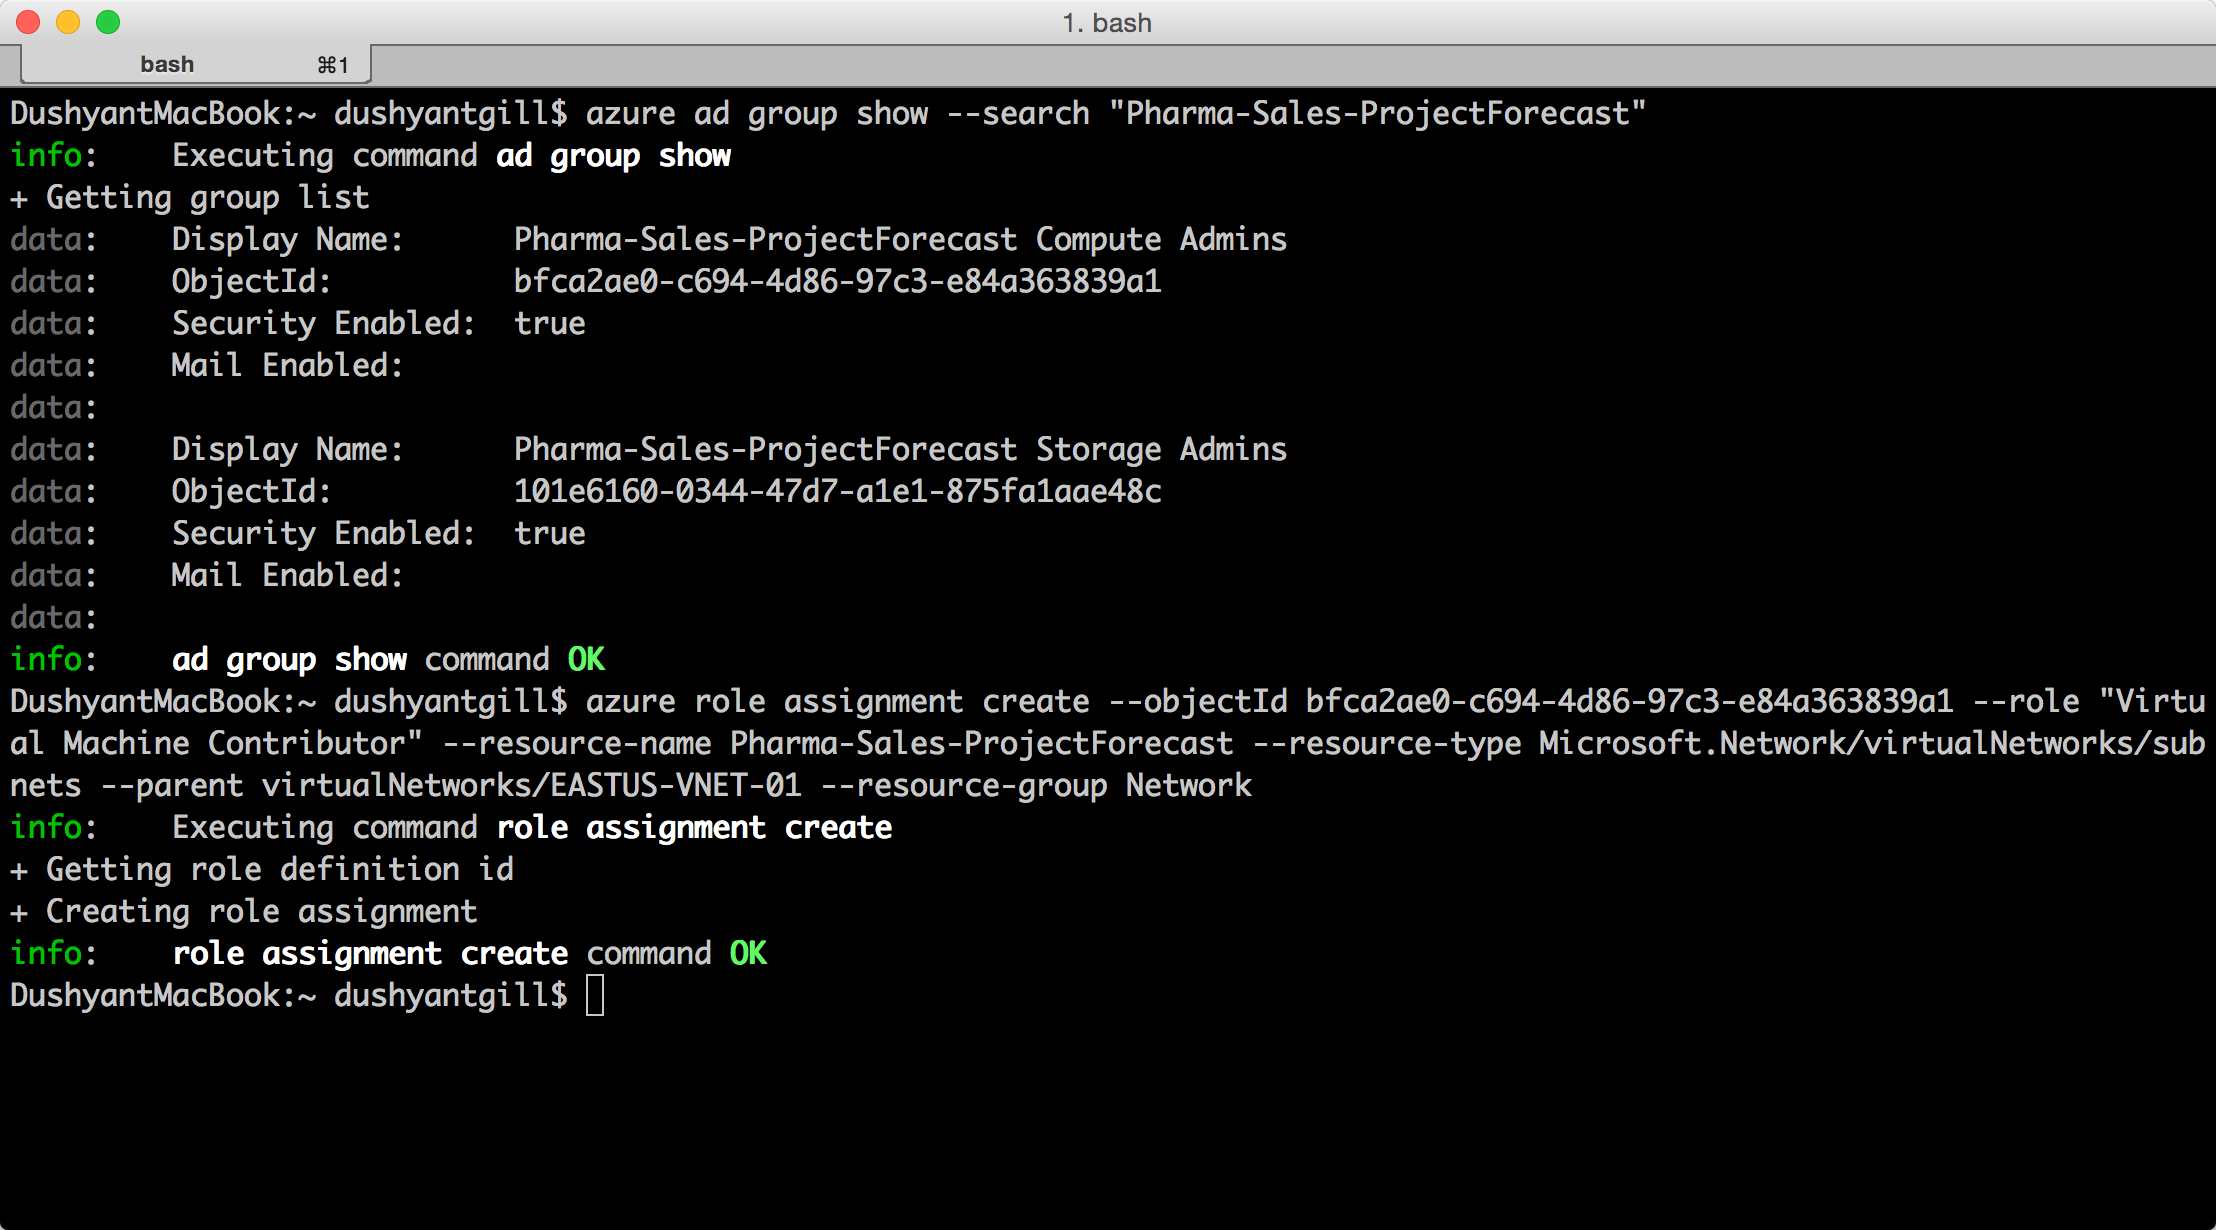 1. bash
bash ⌘1
DushyantMacBook:~ dushyantgill$ azure ad group show --search "Pharma-Sales-ProjectForecast"
info:    Executing command ad group show
+ Getting group list
data:    Display Name:      Pharma-Sales-ProjectForecast Compute Admins
data:    ObjectId:          bfca2ae0-c694-4d86-97c3-e84a363839a1
data:    Security Enabled:  true
data:    Mail Enabled:
data:
data:    Display Name:      Pharma-Sales-ProjectForecast Storage Admins
data:    ObjectId:          101e6160-0344-47d7-a1e1-875fa1aae48c
data:    Security Enabled:  true
data:    Mail Enabled:
data:
info:    ad group show command OK
DushyantMacBook:~ dushyantgill$ azure role assignment create --objectId bfca2ae0-c694-4d86-97c3-e84a363839a1 --role "Virtu
al Machine Contributor" --resource-name Pharma-Sales-ProjectForecast --resource-type Microsoft.Network/virtualNetworks/sub
nets --parent virtualNetworks/EASTUS-VNET-01 --resource-group Network
info:    Executing command role assignment create
+ Getting role definition id
+ Creating role assignment
info:    role assignment create command OK
DushyantMacBook:~ dushyantgill$